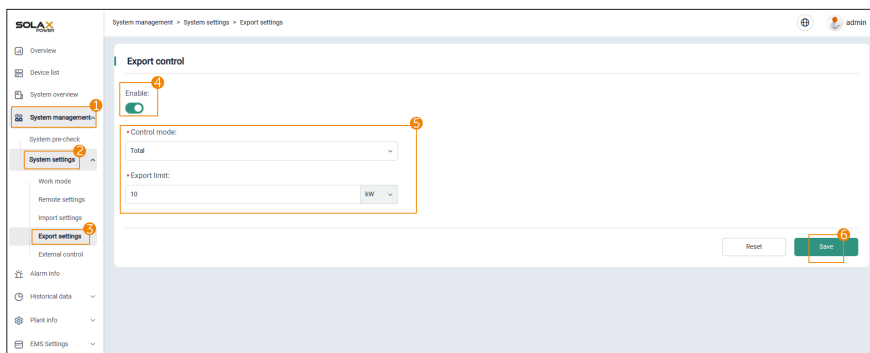 SOLAX
POWER
System management > System settings > Export settings
admin
Overview
Device list
System overview
1
System management
System pre-check
2
System settings
Work mode
Remote settings
Import settings
3
Export settings
External control
Alarm info
Historical data
Plant info
EMS Settings
Export control
4
Enable:
5
* Control mode:
Total
* Export limit:
10 kW
6
Reset Save